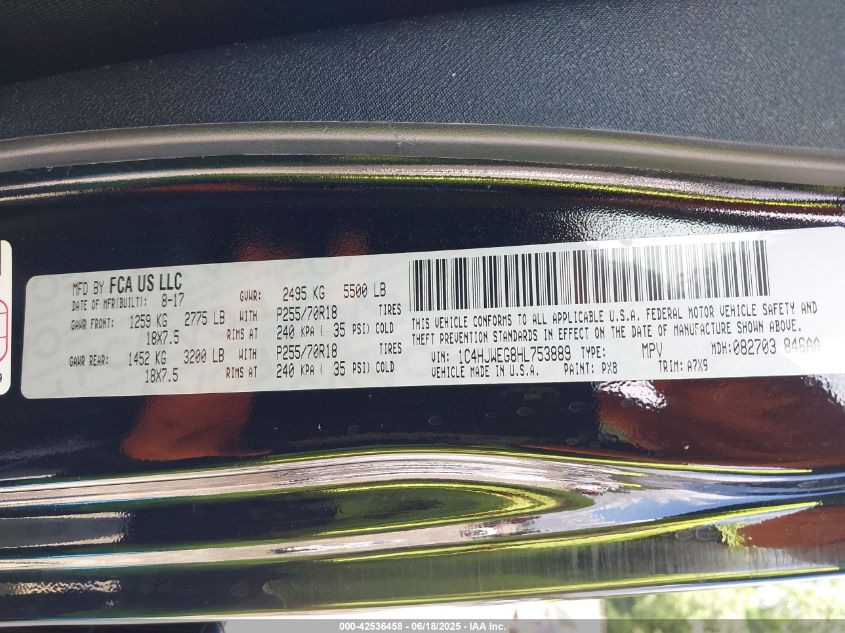 MFD BY FCA US LLC
DATE OF MFR(BUILT): 8-17 GVWR: 2495 KG 5500 LB
GAWR FRONT: 1259 KG 2775 LB WITH P255/70R18 TIRES
18X7.5 RIMS AT 240 KPA ( 35 PSI) COLD
GAWR REAR: 1452 KG 3200 LB WITH P255/70R18 TIRES
18X7.5 RIMS AT 240 KPA ( 35 PSI) COLD
THIS VEHICLE CONFORMS TO ALL APPLICABLE U.S.A. FEDERAL MOTOR VEHICLE SAFETY AND
THEFT PREVENTION STANDARDS IN EFFECT ON THE DATE OF MANUFACTURE SHOWN ABOVE.
VIN: 1C4HJWEG8HL753889 TYPE: MPV MDH:082703 846AA
VEHICLE MADE IN U.S.A. PAINT: PX8 TRIM: A7X9
000-42536458 - 06/18/2025 - IAA Inc.